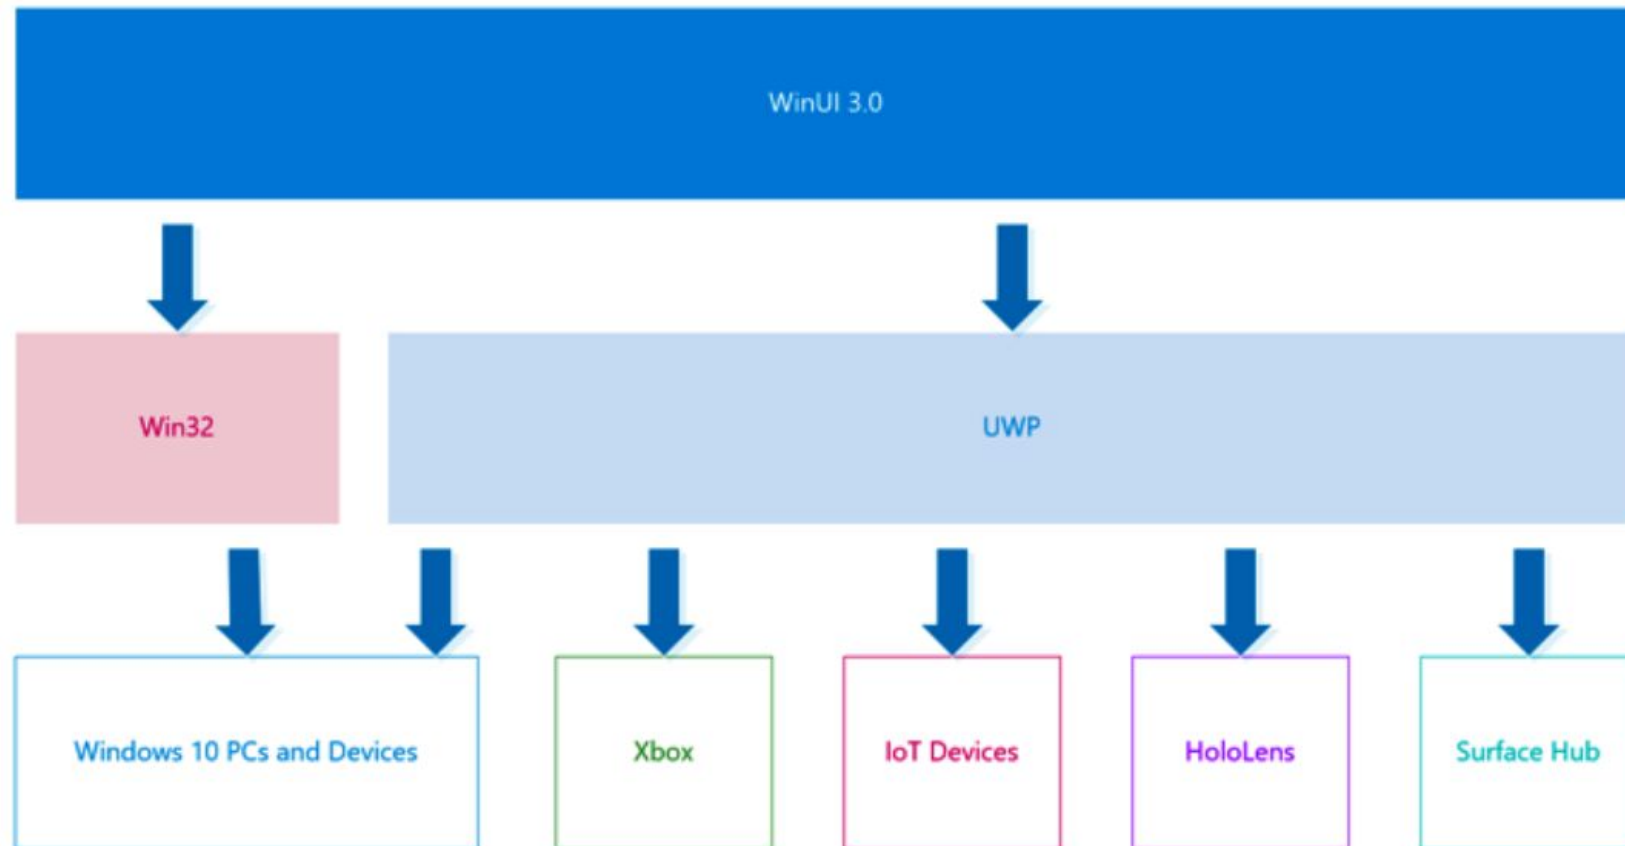 WinUI 3.0
Win32
UWP
Windows 10 PCs and Devices
Xbox
IoT Devices
HoloLens
Surface Hub